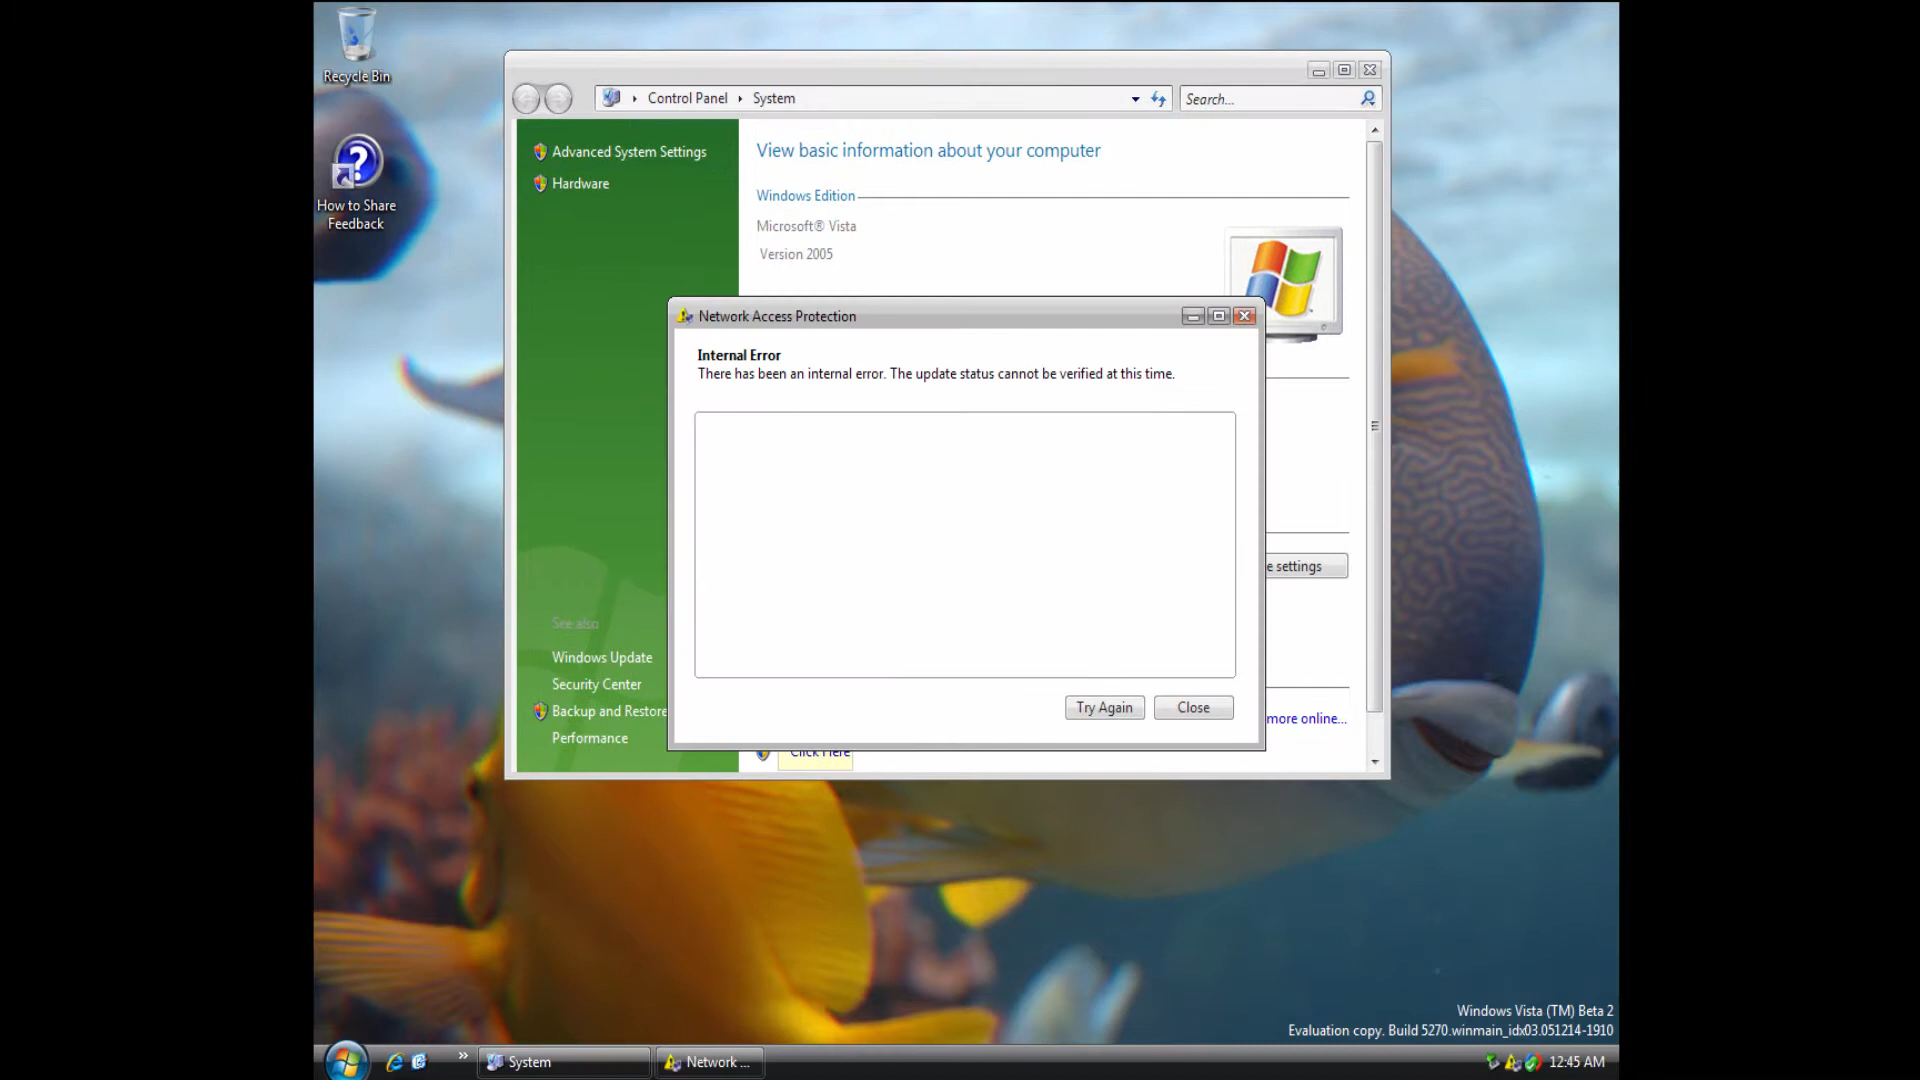 Recycle Bin
How to Share
Feedback
Control Panel
System
Search...
Advanced System Settings
Hardware
See also
Windows Update
Security Center
Backup and Restore
Performance
View basic information about your computer
Windows Edition
Microsoft® Vista
Version 2005
e settings
more online...
Click Here
Network Access Protection
Internal Error
There has been an internal error. The update status cannot be verified at this time.
Try Again
Close
Windows Vista (TM) Beta 2
Evaluation copy. Build 5270.winmain_idx03.051214-1910
System
Network ...
12:45 AM